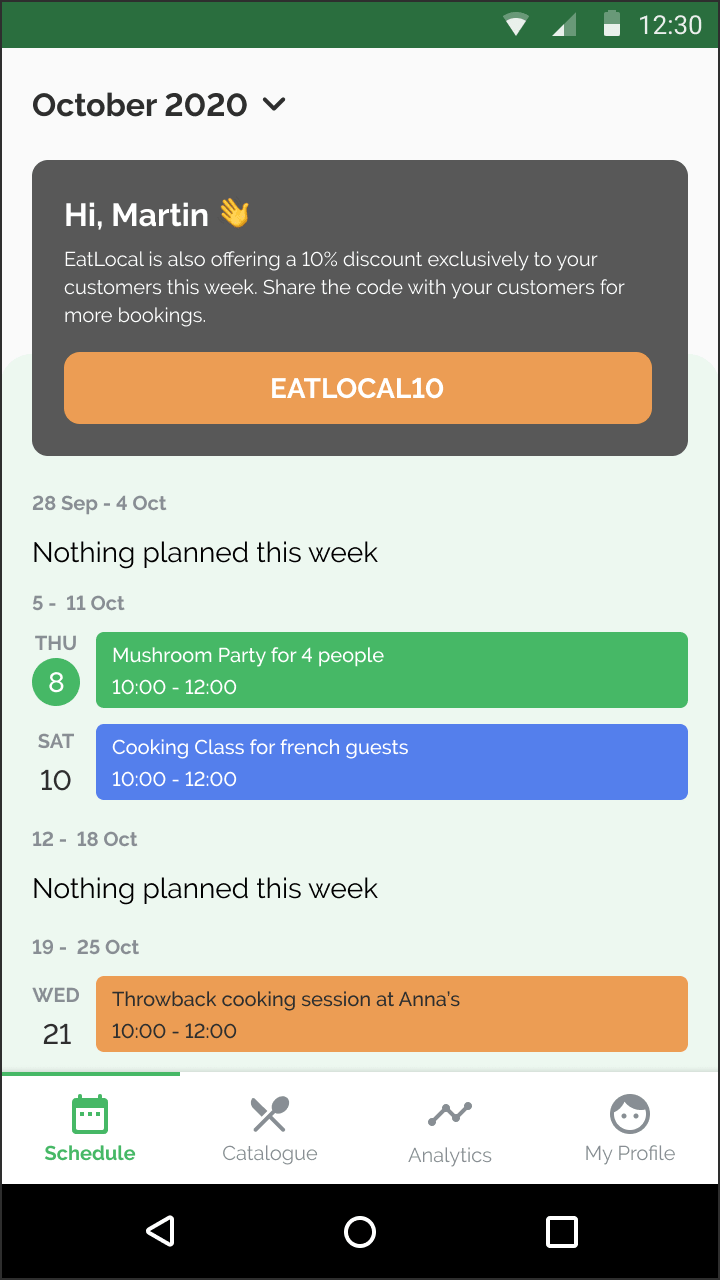 12:30
October 2020
Hi, Martin 👋
EatLocal is also offering a 10% discount exclusively to your
customers this week. Share the code with your customers for
more bookings.
EATLOCAL10
28 Sep - 4 Oct
Nothing planned this week
5 -  11 Oct
THU
8
Mushroom Party for 4 people
10:00 - 12:00
SAT
10
Cooking Class for french guests
10:00 - 12:00
12 -  18 Oct
Nothing planned this week
19 -  25 Oct
WED
21
Throwback cooking session at Anna's
10:00 - 12:00
Schedule
Catalogue
Analytics
My Profile